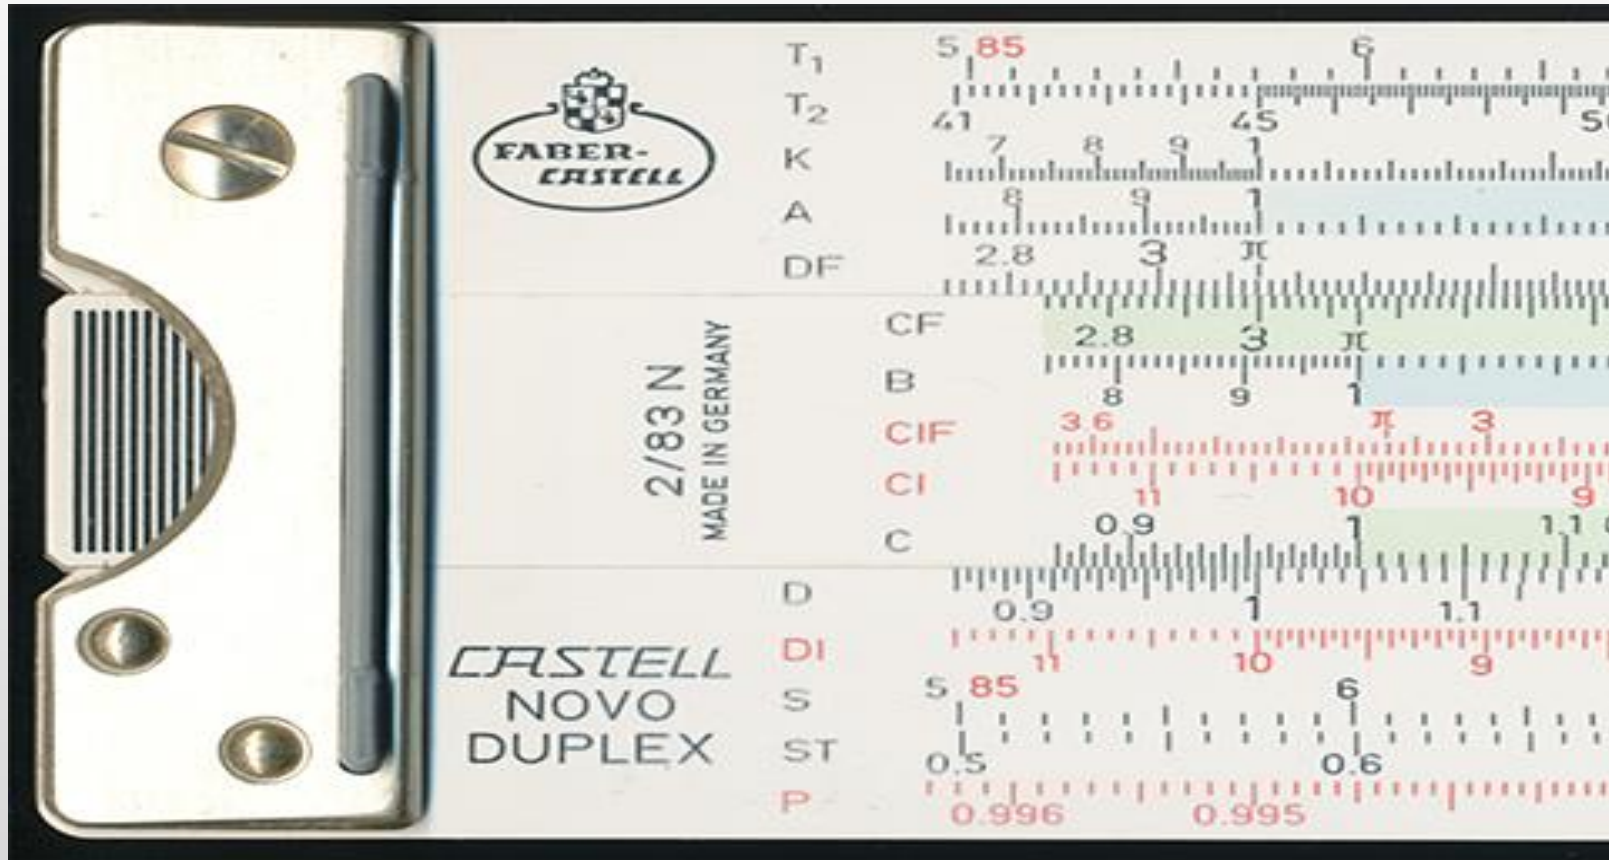 T1 5 85 6
T2 41 45 50
K 7 8 9 1
A 8 9 1
DF 2.8 3 π
FABER-
CASTELL
CF 2.8 3 π
B 8 9 1
CIF 3 6 π 3
CI 11 10 9
C 0.9 1 1.1
2/83 N
MADE IN GERMANY
D 0.9 1 1.1
DI 11 10 9
S 5 85 6
ST 0.5 0.6
P 0.996 0.995
CASTELL
NOVO
DUPLEX